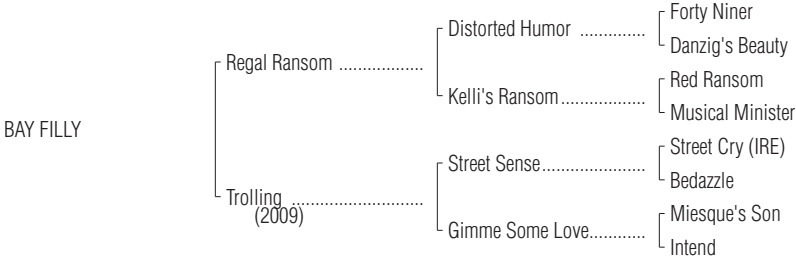 Forty Niner
Distorted Humor ..............
Danzig's Beauty
Regal Ransom ..................
Red Ransom
Kelli's Ransom..................
Musical Minister
BAY FILLY
Street Cry (IRE)
Street Sense......................
Bedazzle
Trolling ............................
(2009)
Miesque's Son
Gimme Some Love............
Intend